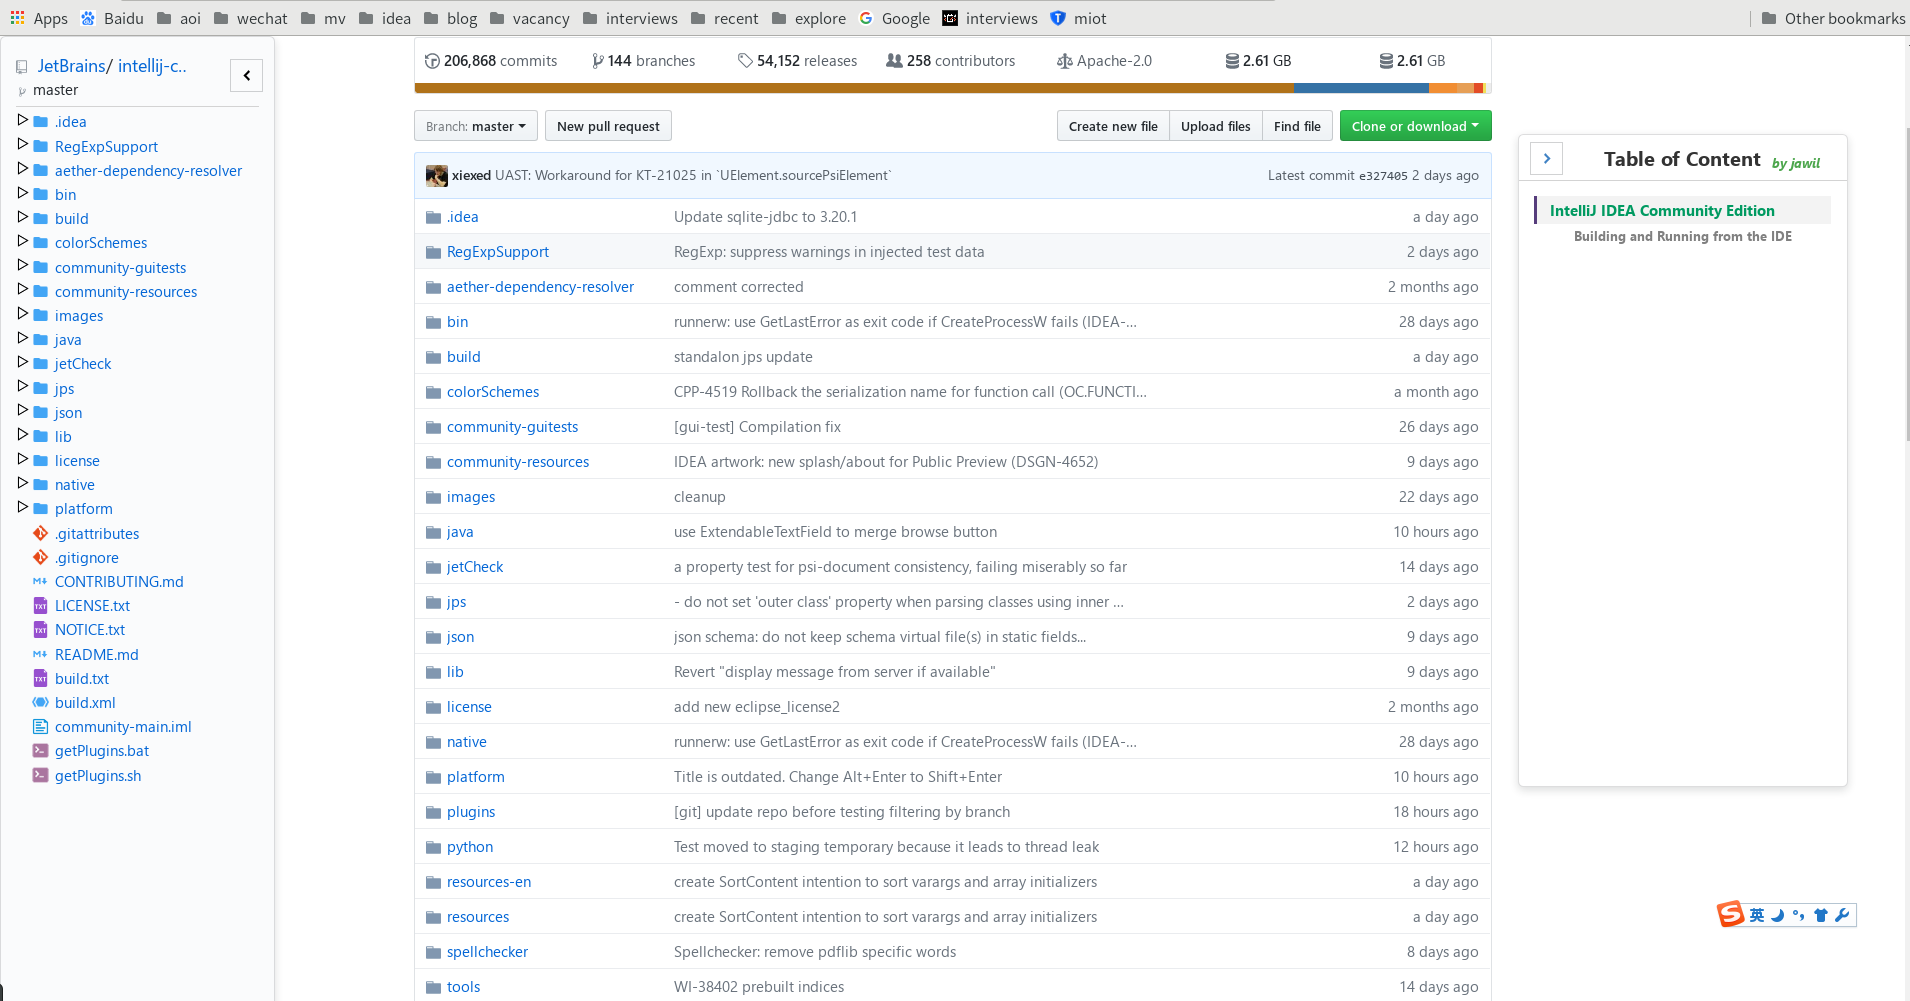 Apps Baidu aoi wechat mv idea blog vacancy interviews recent explore Google interviews miot Other bookmarks
JetBrains/ intellij-c..
master
.idea
RegExpSupport
aether-dependency-resolver
bin
build
colorSchemes
community-guitests
community-resources
images
java
jetCheck
jps
json
lib
license
native
platform
.gitattributes
.gitignore
CONTRIBUTING.md
LICENSE.txt
NOTICE.txt
README.md
build.txt
build.xml
community-main.iml
getPlugins.bat
getPlugins.sh
206,868 commits 144 branches 54,152 releases 258 contributors Apache-2.0 2.61 GB 2.61 GB
Branch: master New pull request Create new file Upload files Find file Clone or download
xiexed UAST: Workaround for KT-21025 in `UElement.sourcePsiElement` Latest commit e327405 2 days ago
.idea Update sqlite-jdbc to 3.20.1 a day ago
RegExpSupport RegExp: suppress warnings in injected test data 2 days ago
aether-dependency-resolver comment corrected 2 months ago
bin runnerw: use GetLastError as exit code if CreateProcessW fails (IDEA-… 28 days ago
build standalon jps update a day ago
colorSchemes CPP-4519 Rollback the serialization name for function call (OC.FUNCTI… a month ago
community-guitests [gui-test] Compilation fix 26 days ago
community-resources IDEA artwork: new splash/about for Public Preview (DSGN-4652) 9 days ago
images cleanup 22 days ago
java use ExtendableTextField to merge browse button 10 hours ago
jetCheck a property test for psi-document consistency, failing miserably so far 14 days ago
jps - do not set 'outer class' property when parsing classes using inner … 2 days ago
json json schema: do not keep schema virtual file(s) in static fields... 9 days ago
lib Revert "display message from server if available" 9 days ago
license add new eclipse_license2 2 months ago
native runnerw: use GetLastError as exit code if CreateProcessW fails (IDEA-… 28 days ago
platform Title is outdated. Change Alt+Enter to Shift+Enter 10 hours ago
plugins [git] update repo before testing filtering by branch 18 hours ago
python Test moved to staging temporary because it leads to thread leak 12 hours ago
resources-en create SortContent intention to sort varargs and array initializers a day ago
resources create SortContent intention to sort varargs and array initializers a day ago
spellchecker Spellchecker: remove pdflib specific words 8 days ago
tools WI-38402 prebuilt indices 14 days ago
Table of Content by jawil
IntelliJ IDEA Community Edition
Building and Running from the IDE
英